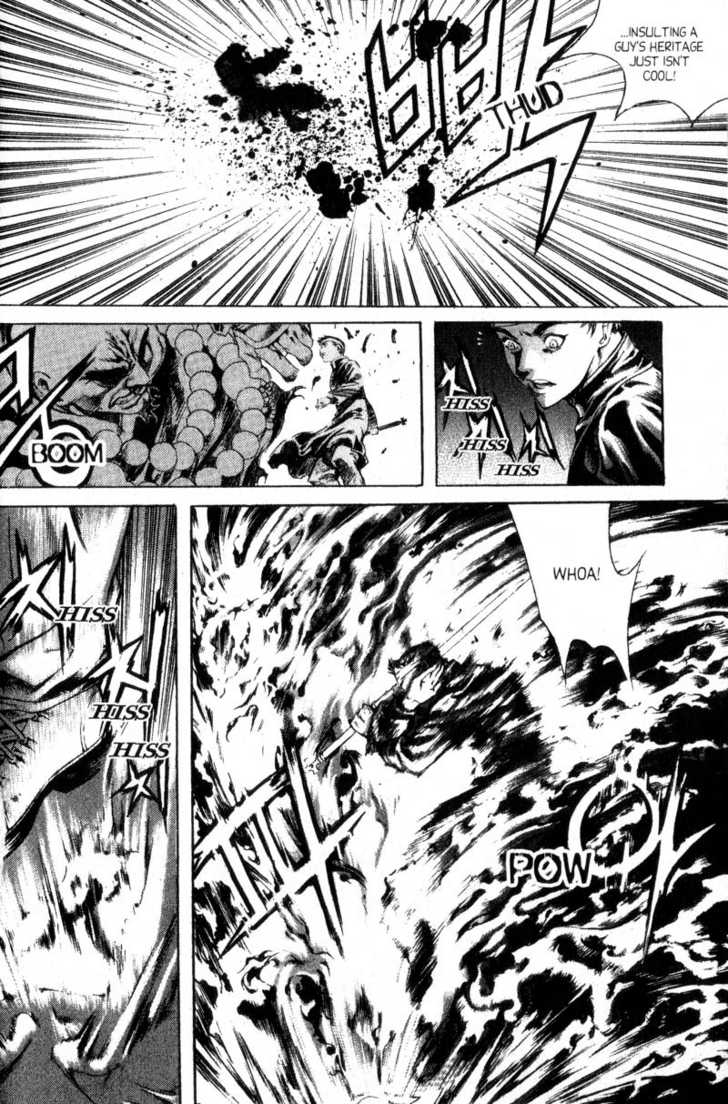 ...INSULTING A
GUY'S HERITAGE
JUST ISN'T
COOL!
THUD
BOOM
HISS
HISS
HISS
HISS
HISS
HISS
WHOA!
POW